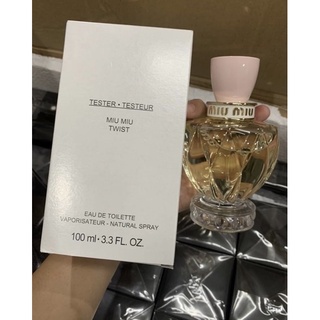 TESTER • TESTEUR
MIU MIU
TWIST
EAU DE TOILETTE
VAPORISATEUR - NATURAL SPRAY
100 ml • 3.3 FL. OZ.
MIU MIU